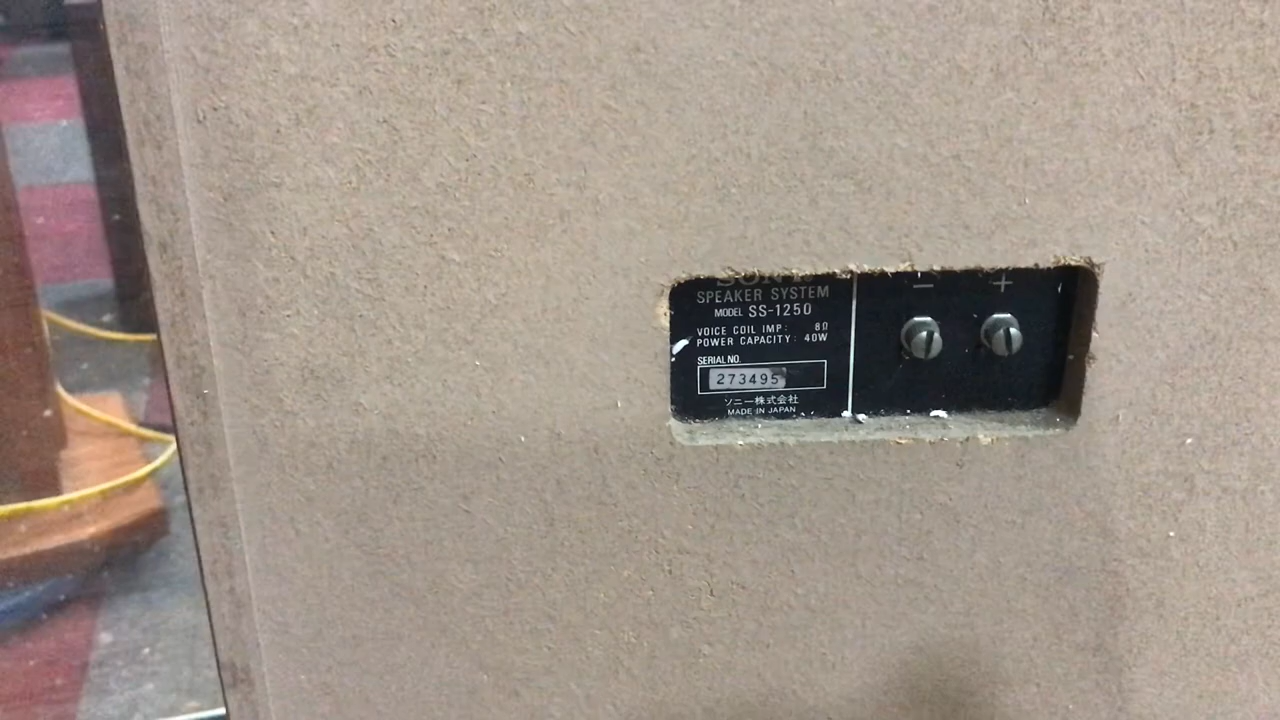 SONY
SPEAKER SYSTEM
MODEL SS-1250
VOICE COIL IMP: 8Ω
POWER CAPACITY: 40W
SERIAL NO.
273495
ソニー株式会社
MADE IN JAPAN
− +